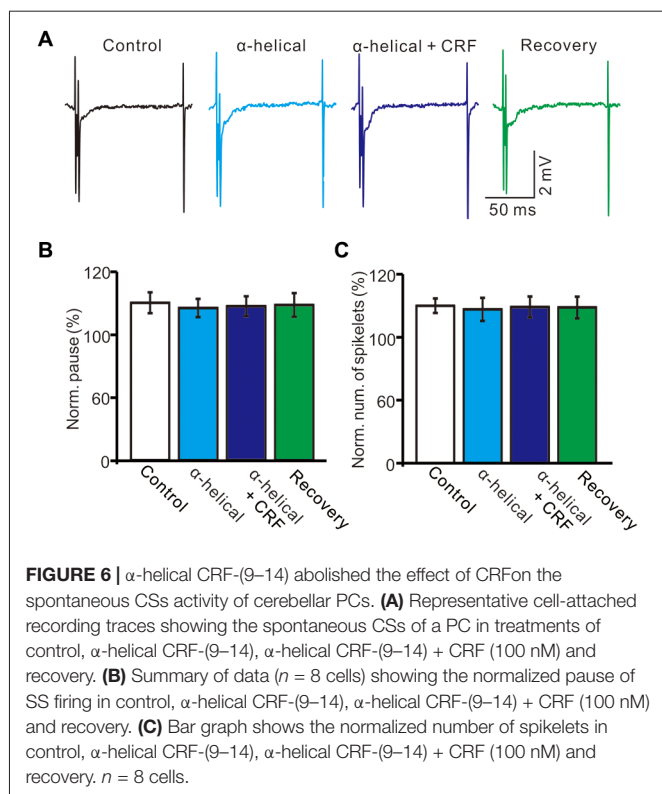 A
Control
α-helical
α-helical + CRF
Recovery
2 mV
50 ms
B
Norm. pause (%)
120
100
60
0
Control
α-helical
α-helical
+ CRF
Recovery
C
Norm. num. of spikelets (%)
120
100
60
0
Control
α-helical
α-helical
+ CRF
Recovery
FIGURE 6 | α-helical CRF-(9–14) abolished the effect of CRFon the
spontaneous CSs activity of cerebellar PCs. (A) Representative cell-attached
recording traces showing the spontaneous CSs of a PC in treatments of
control, α-helical CRF-(9–14), α-helical CRF-(9–14) + CRF (100 nM) and
recovery. (B) Summary of data (n = 8 cells) showing the normalized pause of
SS firing in control, α-helical CRF-(9–14), α-helical CRF-(9–14) + CRF (100 nM)
and recovery. (C) Bar graph shows the normalized number of spikelets in
control, α-helical CRF-(9–14), α-helical CRF-(9–14) + CRF (100 nM) and
recovery. n = 8 cells.